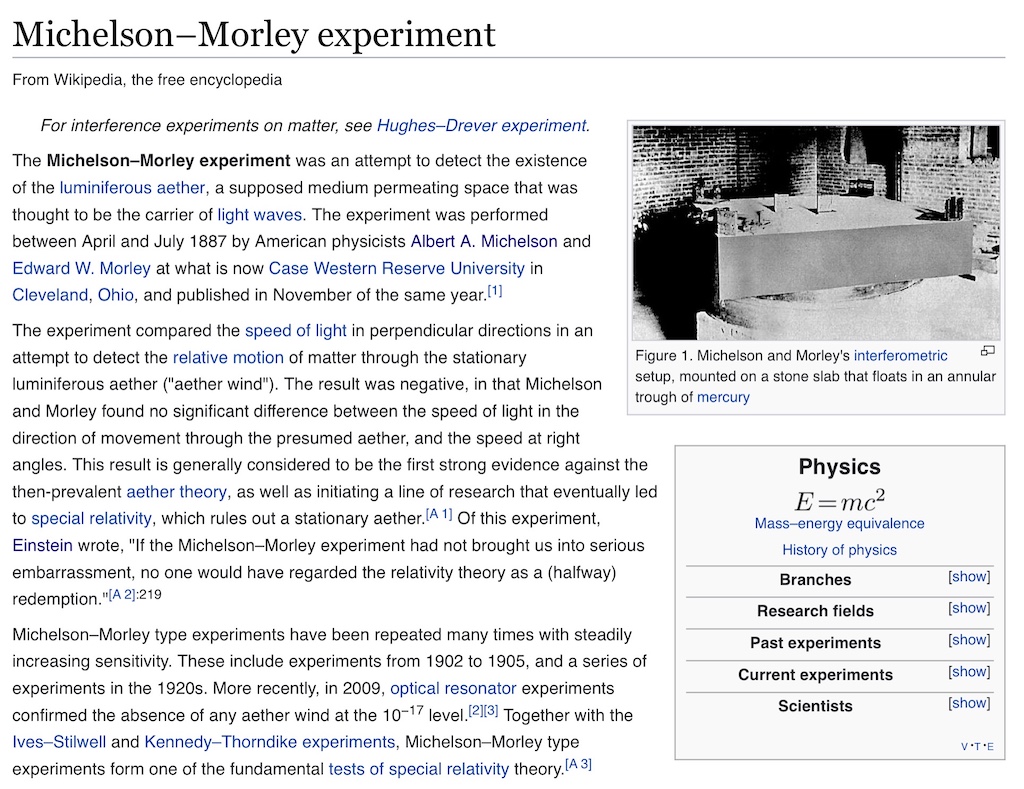 Michelson–Morley experiment
From Wikipedia, the free encyclopedia
For interference experiments on matter, see Hughes–Drever experiment.
The Michelson–Morley experiment was an attempt to detect the existence
of the luminiferous aether, a supposed medium permeating space that was
thought to be the carrier of light waves. The experiment was performed
between April and July 1887 by American physicists Albert A. Michelson and
Edward W. Morley at what is now Case Western Reserve University in
Cleveland, Ohio, and published in November of the same year.[1]
The experiment compared the speed of light in perpendicular directions in an
attempt to detect the relative motion of matter through the stationary
luminiferous aether ("aether wind"). The result was negative, in that Michelson
and Morley found no significant difference between the speed of light in the
direction of movement through the presumed aether, and the speed at right
angles. This result is generally considered to be the first strong evidence against the
then-prevalent aether theory, as well as initiating a line of research that eventually led
to special relativity, which rules out a stationary aether.[A 1] Of this experiment,
Einstein wrote, "If the Michelson–Morley experiment had not brought us into serious
embarrassment, no one would have regarded the relativity theory as a (halfway)
redemption."[A 2]:219
Michelson–Morley type experiments have been repeated many times with steadily
increasing sensitivity. These include experiments from 1902 to 1905, and a series of
experiments in the 1920s. More recently, in 2009, optical resonator experiments
confirmed the absence of any aether wind at the 10⁻¹⁷ level.[2][3] Together with the
Ives–Stilwell and Kennedy–Thorndike experiments, Michelson–Morley type
experiments form one of the fundamental tests of special relativity theory.[A 3]
Figure 1. Michelson and Morley's interferometric
setup, mounted on a stone slab that floats in an annular
trough of mercury
Physics
E = mc²
Mass–energy equivalence
History of physics
Branches [show]
Research fields [show]
Past experiments [show]
Current experiments [show]
Scientists [show]
V·T·E